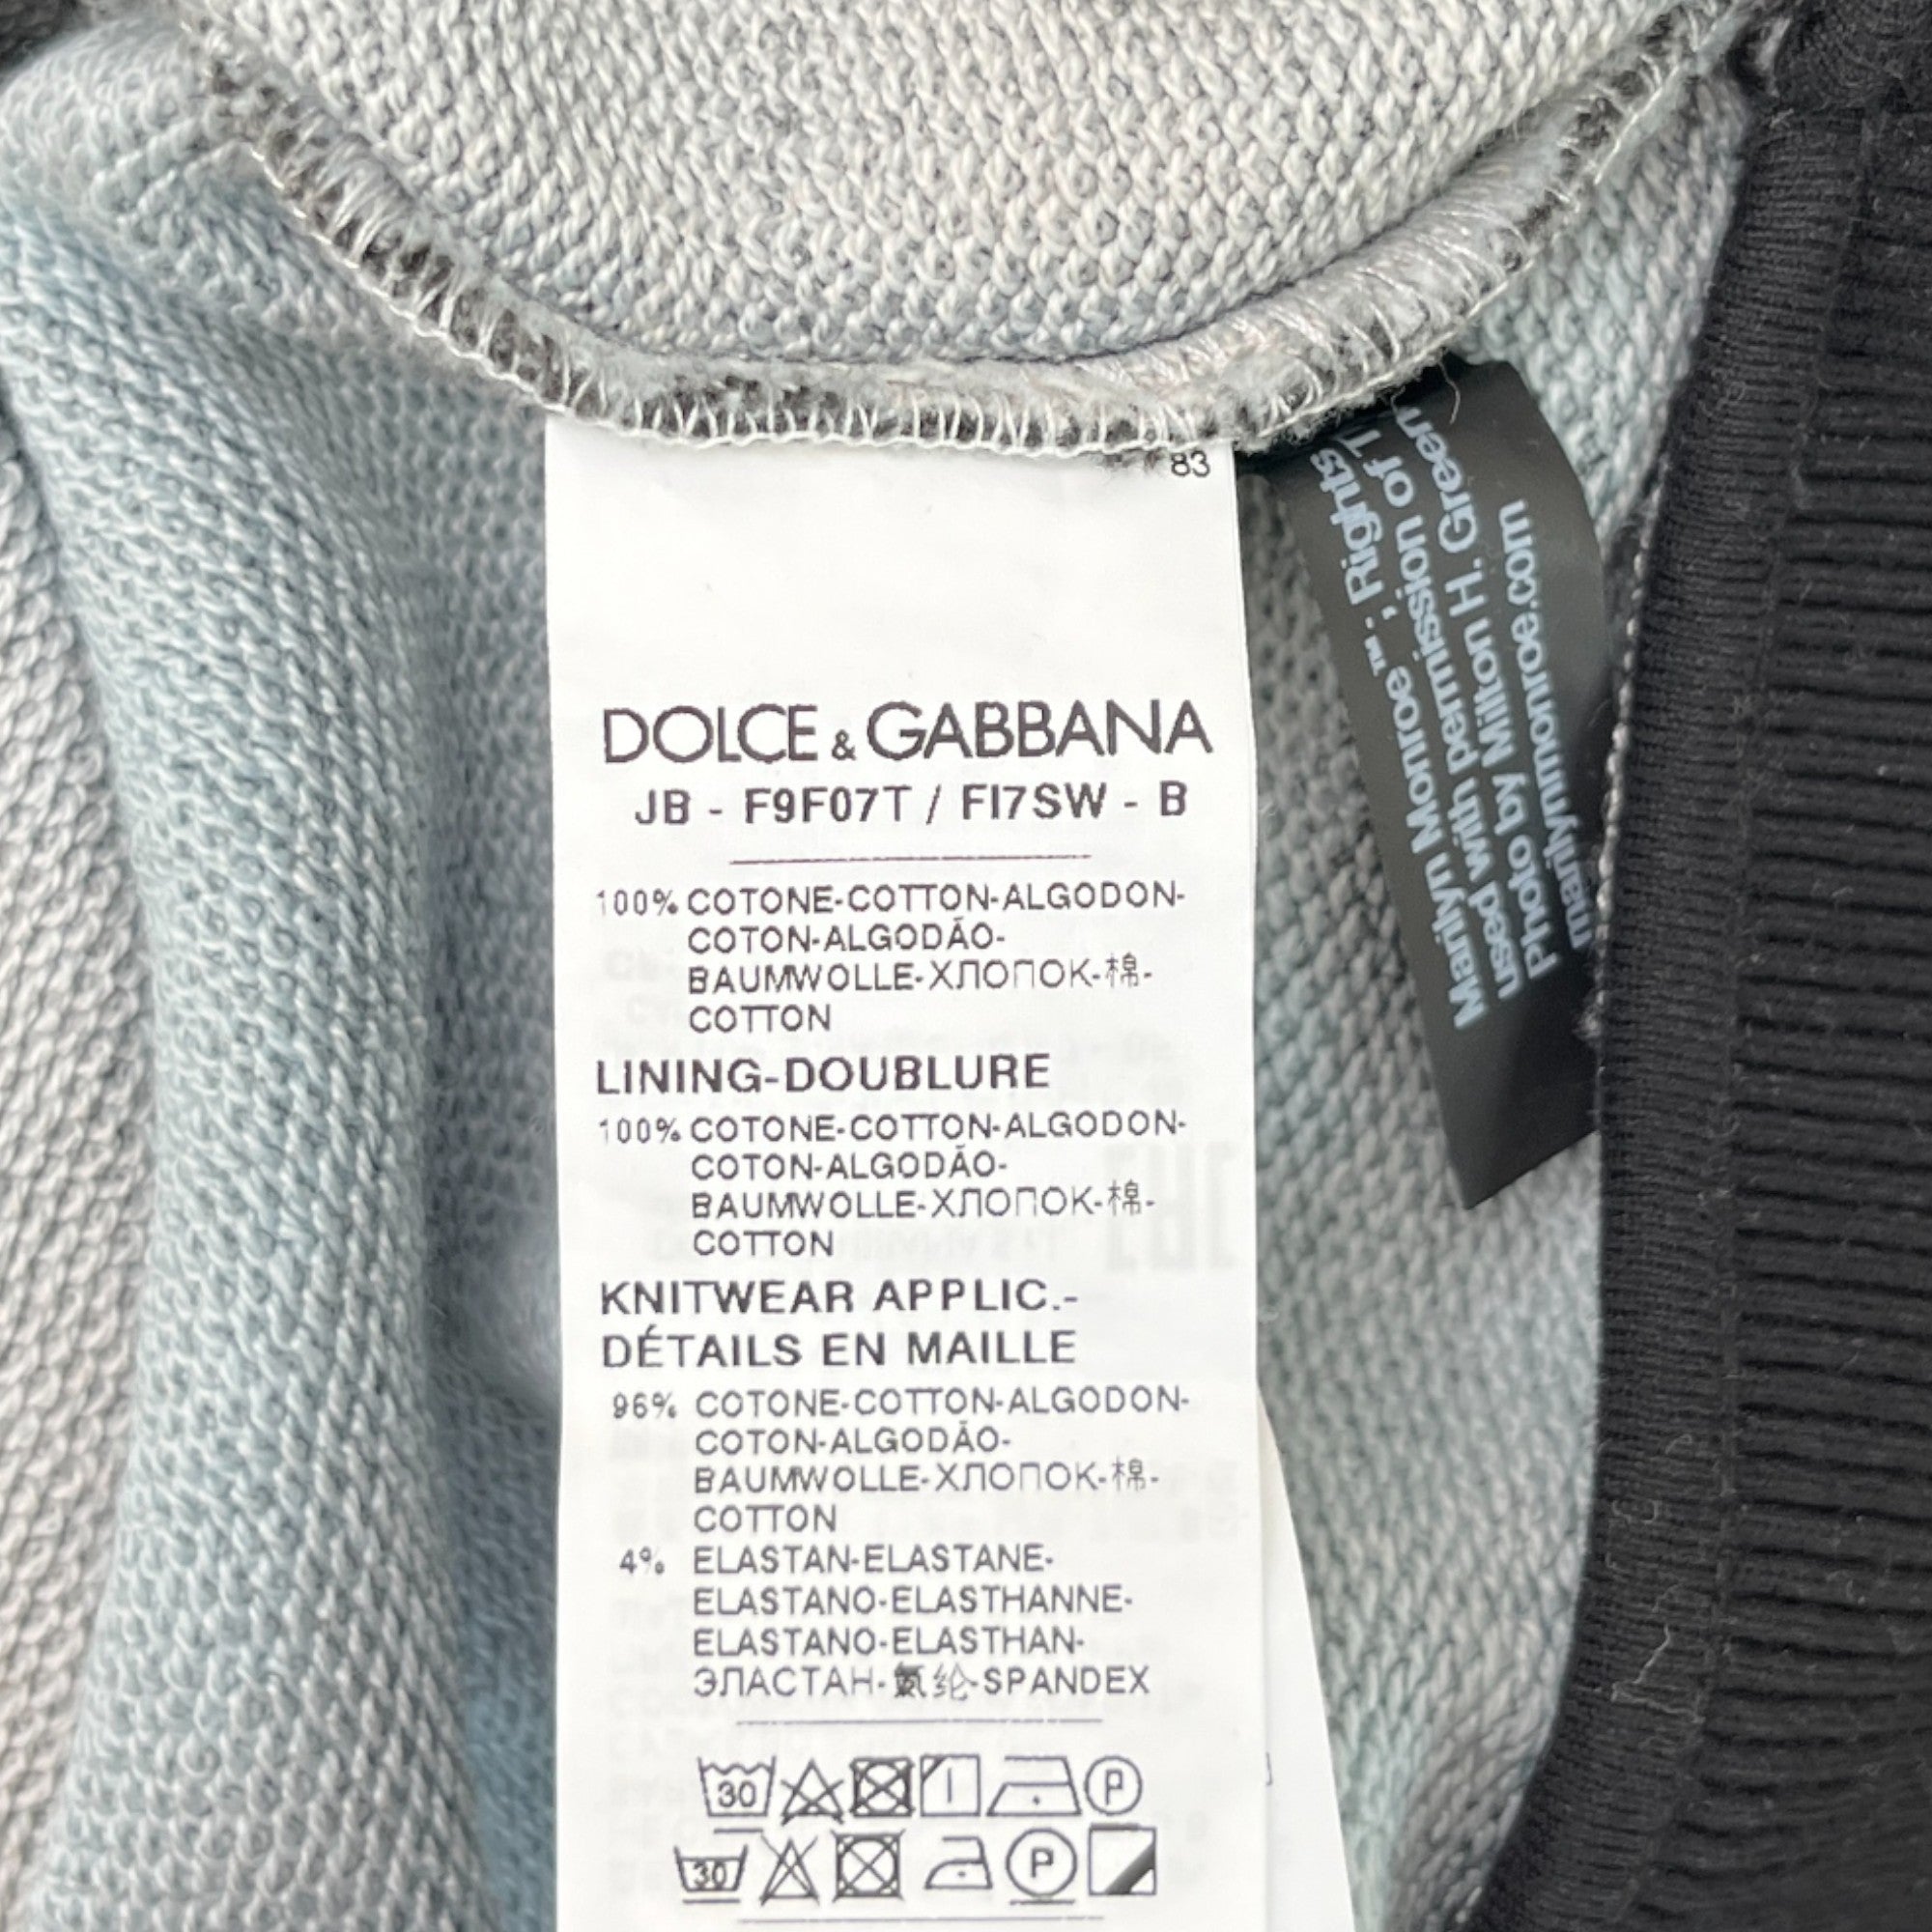 83
DOLCE & GABBANA
JB - F9F07T / FI7SW - B
100% COTONE-COTTON-ALGODON-
COTON-ALGODÃO-
BAUMWOLLE-ХЛОПОК-棉-
COTTON
LINING-DOUBLURE
100% COTONE-COTTON-ALGODON-
COTON-ALGODÃO-
BAUMWOLLE-ХЛОПОК-棉-
COTTON
KNITWEAR APPLIC.-
DÉTAILS EN MAILLE
96% COTONE-COTTON-ALGODON-
COTON-ALGODÃO-
BAUMWOLLE-ХЛОПОК-棉-
COTTON
4% ELASTAN-ELASTANE-
ELASTANO-ELASTHANNE-
ELASTANO-ELASTHAN-
ЭЛАСТАН-氨纶-SPANDEX
30 P
30 P
Marilyn Monroe™; Rights
used with permission of
Photo by Milton H. Green
marilynmonroe.com